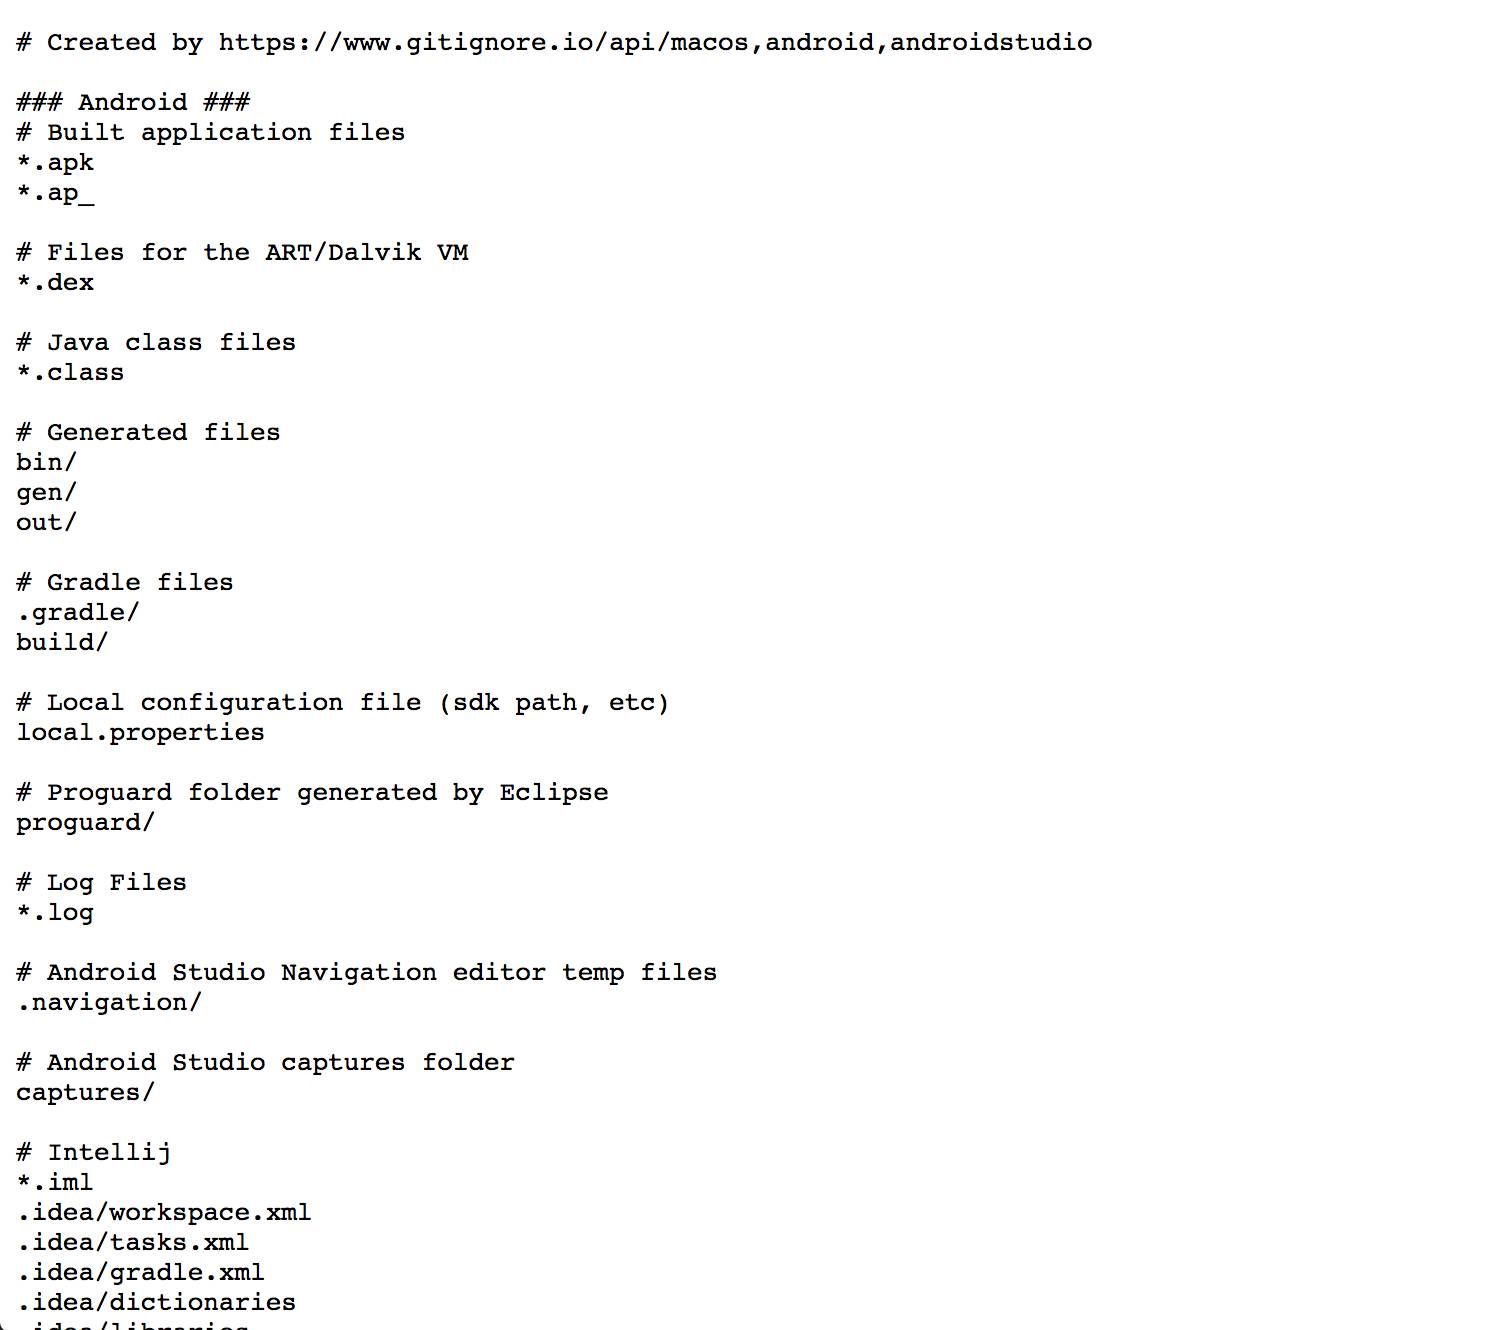 # Created by https://www.gitignore.io/api/macos,android,androidstudio
### Android ###
# Built application files
*.apk
*.ap_
# Files for the ART/Dalvik VM
*.dex
# Java class files
*.class
# Generated files
bin/
gen/
out/
# Gradle files
.gradle/
build/
# Local configuration file (sdk path, etc)
local.properties
# Proguard folder generated by Eclipse
proguard/
# Log Files
*.log
# Android Studio Navigation editor temp files
.navigation/
# Android Studio captures folder
captures/
# Intellij
*.iml
.idea/workspace.xml
.idea/tasks.xml
.idea/gradle.xml
.idea/dictionaries
.idea/libraries